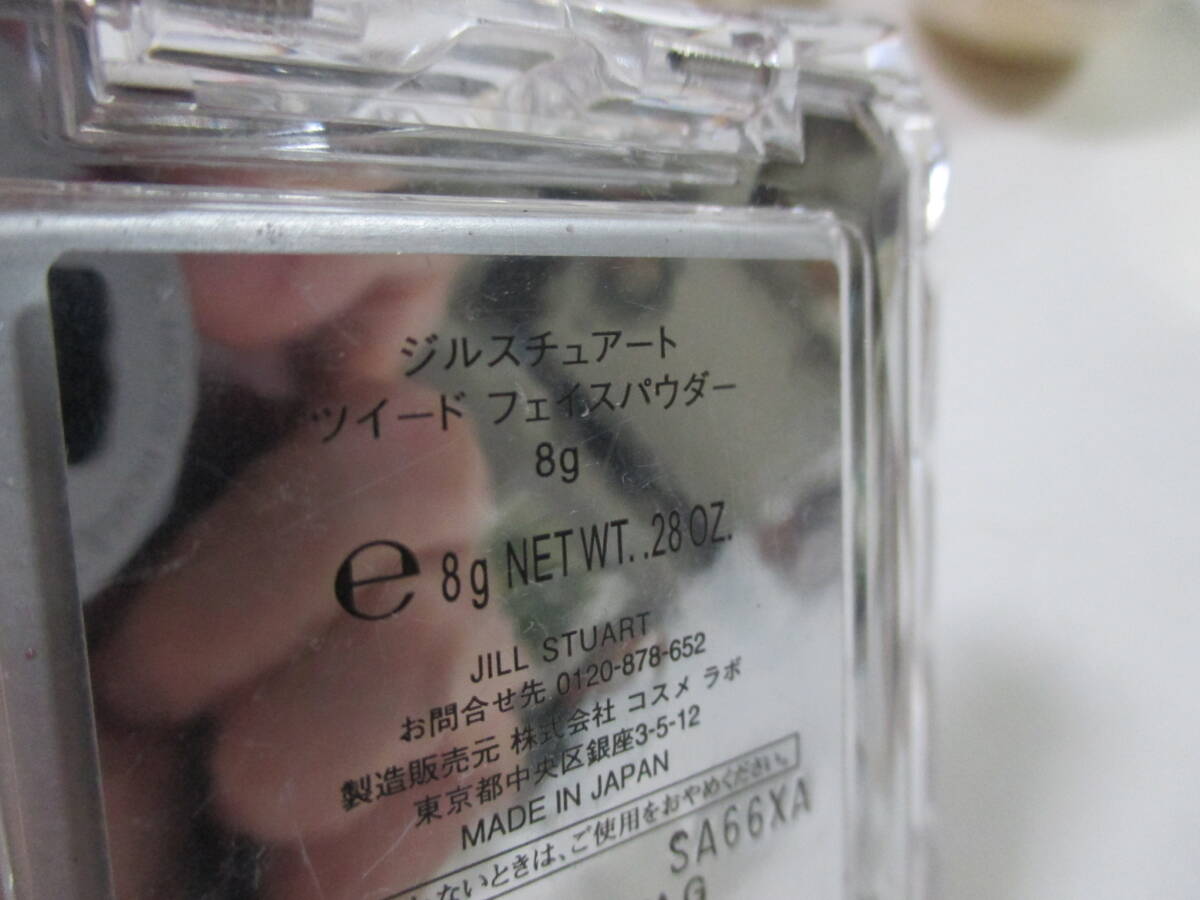 ジルスチュアート
ツイード フェイスパウダー
8g
℮ 8g NET WT. .28 OZ.
JILL STUART
お問合せ先 0120-878-652
製造販売元 株式会社 コスメ ラボ
東京都中央区銀座3-5-12
MADE IN JAPAN
ないときは、ご使用をおやめください。
SA66XA